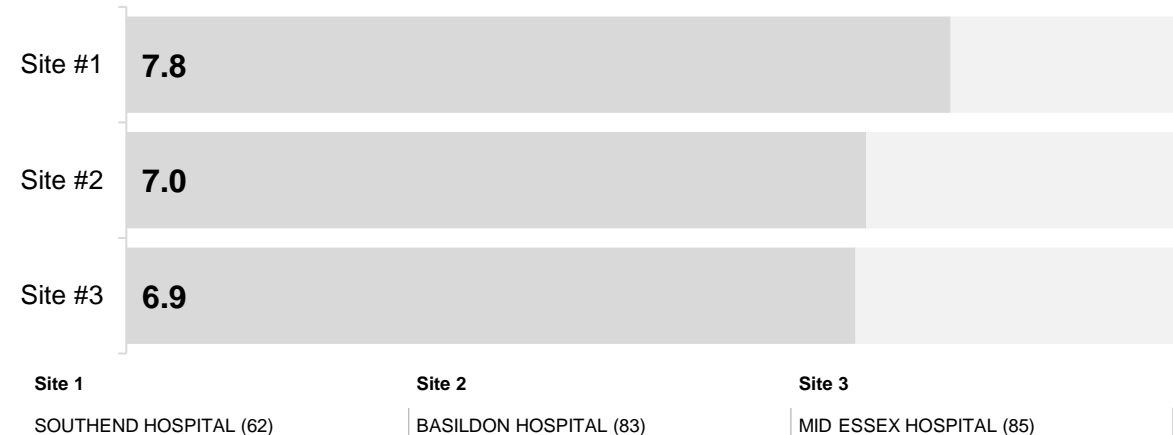 Site #1 7.8
Site #2 7.0
Site #3 6.9
Site 1 Site 2 Site 3
SOUTHEND HOSPITAL (62) BASILDON HOSPITAL (83) MID ESSEX HOSPITAL (85)